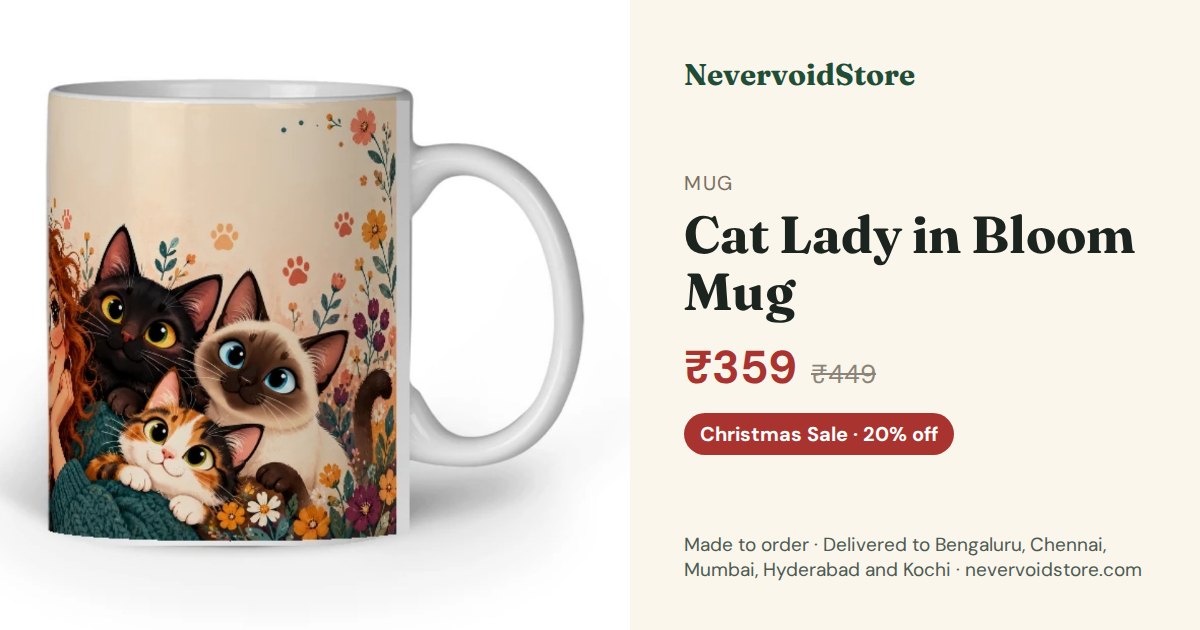 NevervoidStore
MUG
Cat Lady in Bloom
Mug
₹359 ₹449
Christmas Sale · 20% off
Made to order · Delivered to Bengaluru, Chennai,
Mumbai, Hyderabad and Kochi · nevervoidstore.com